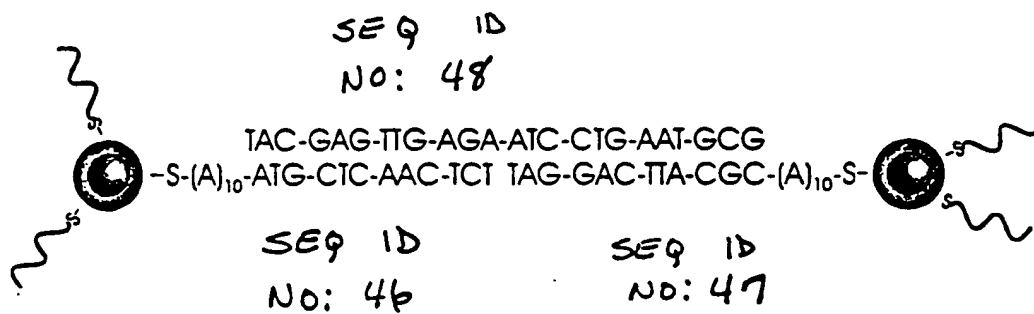 SEQ ID
NO: 48
TAC-GAG-TTG-AGA-ATC-CTG-AAT-GCG
S-(A)10-ATG-CTC-AAC-TCT TAG-GAC-TTA-CGC-(A)10-S
S S
S S
SEQ ID SEQ ID
NO: 46 NO: 47